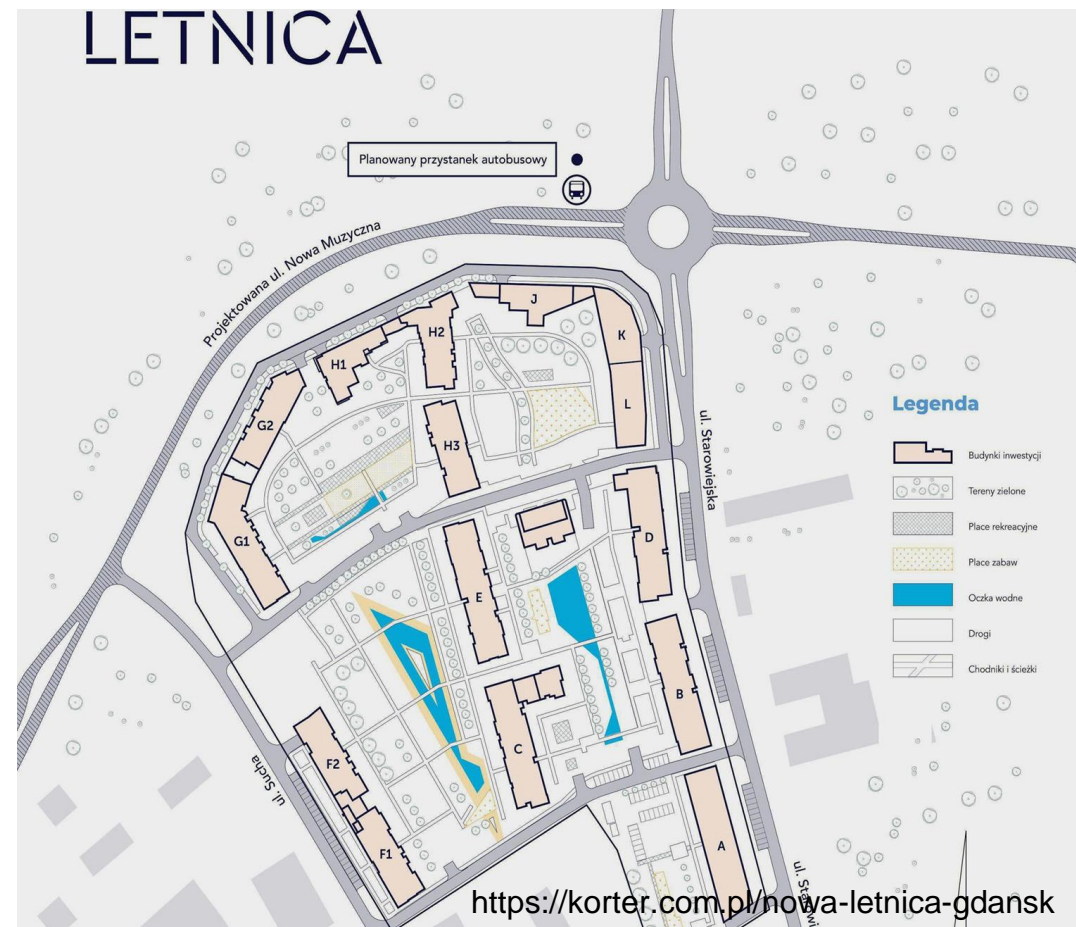 LETNICA
Planowany przystanek autobusowy
Projektowana ul. Nowa Muzyczna
J
H2
K
H1
L
G2
H3
ul. Starowiejska
G1
D
E
B
C
F2
ul. Sucha
F1
A
ul. Starowi
Legenda
Budynki inwestycji
Tereny zielone
Place rekreacyjne
Place zabaw
Oczka wodne
Drogi
Chodniki i ścieżki
https://korter.com.pl/nowa-letnica-gdansk